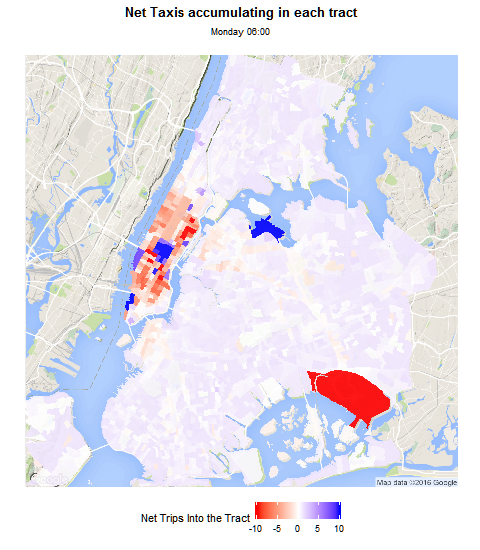 Net Taxis accumulating in each tract
Monday 06:00
Map data ©2016 Google
Net Trips Into the Tract
-10 -5 0 5 10